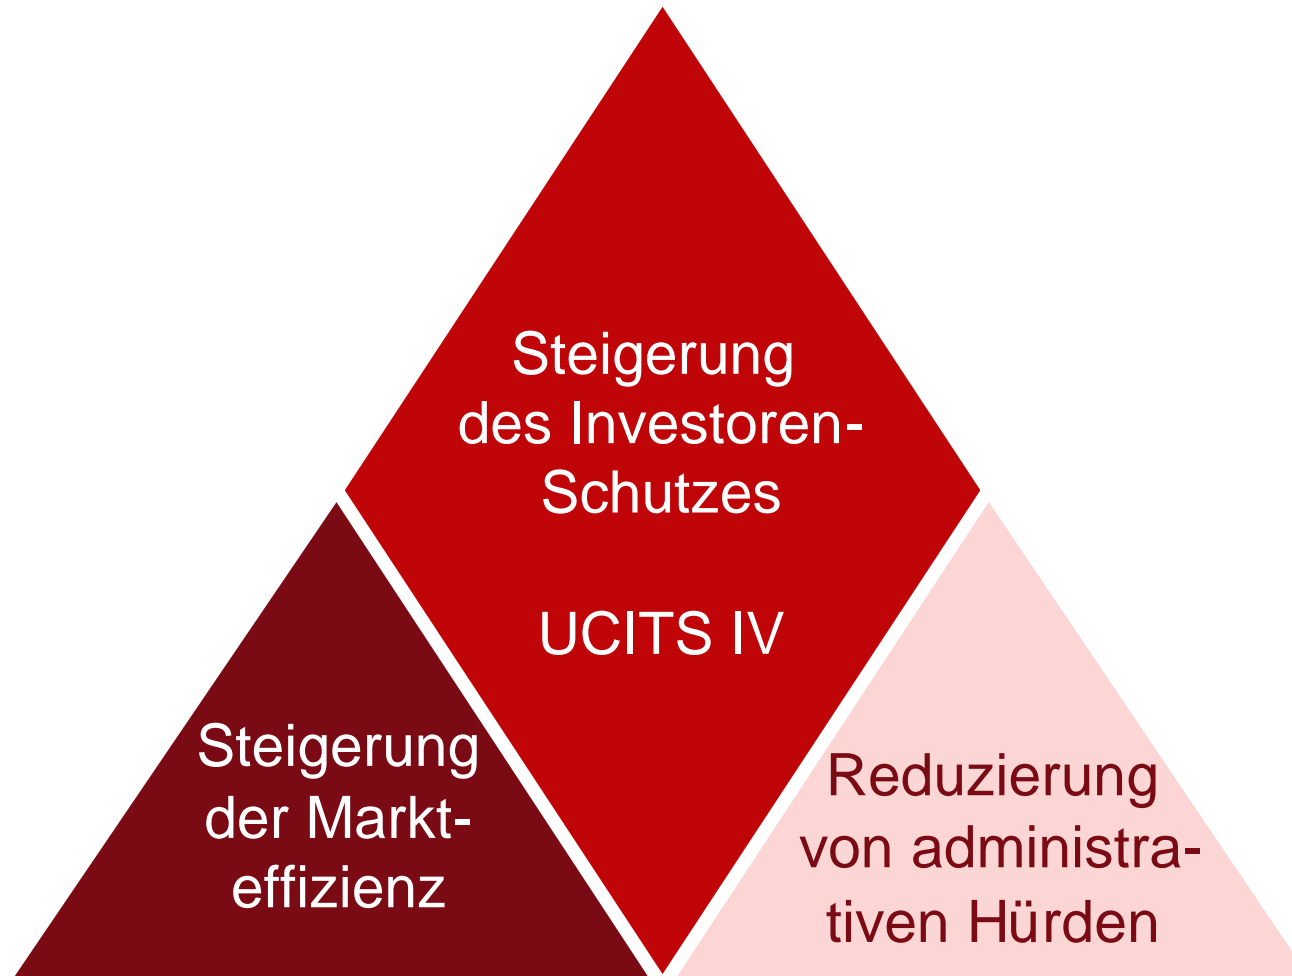 Steigerung
des Investoren-
Schutzes
UCITS IV
Steigerung
der Markt-
effizienz
Reduzierung
von administra-
tiven Hürden